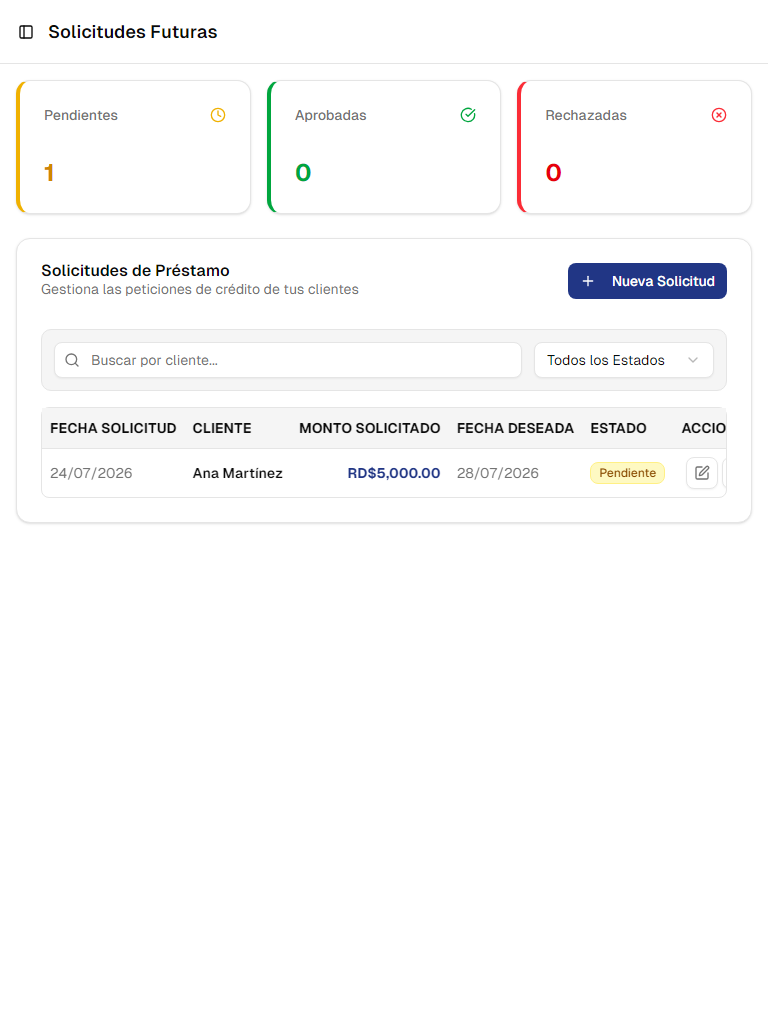 Solicitudes Futuras
Pendientes
Aprobadas
Rechazadas
1
0
0
Solicitudes de Préstamo
Gestiona las peticiones de crédito de tus clientes
Nueva Solicitud
Buscar por cliente...
Todos los Estados
FECHA SOLICITUD CLIENTE MONTO SOLICITADO FECHA DESEADA ESTADO ACCIO
24/07/2026 Ana Martínez RD$5,000.00 28/07/2026 Pendiente